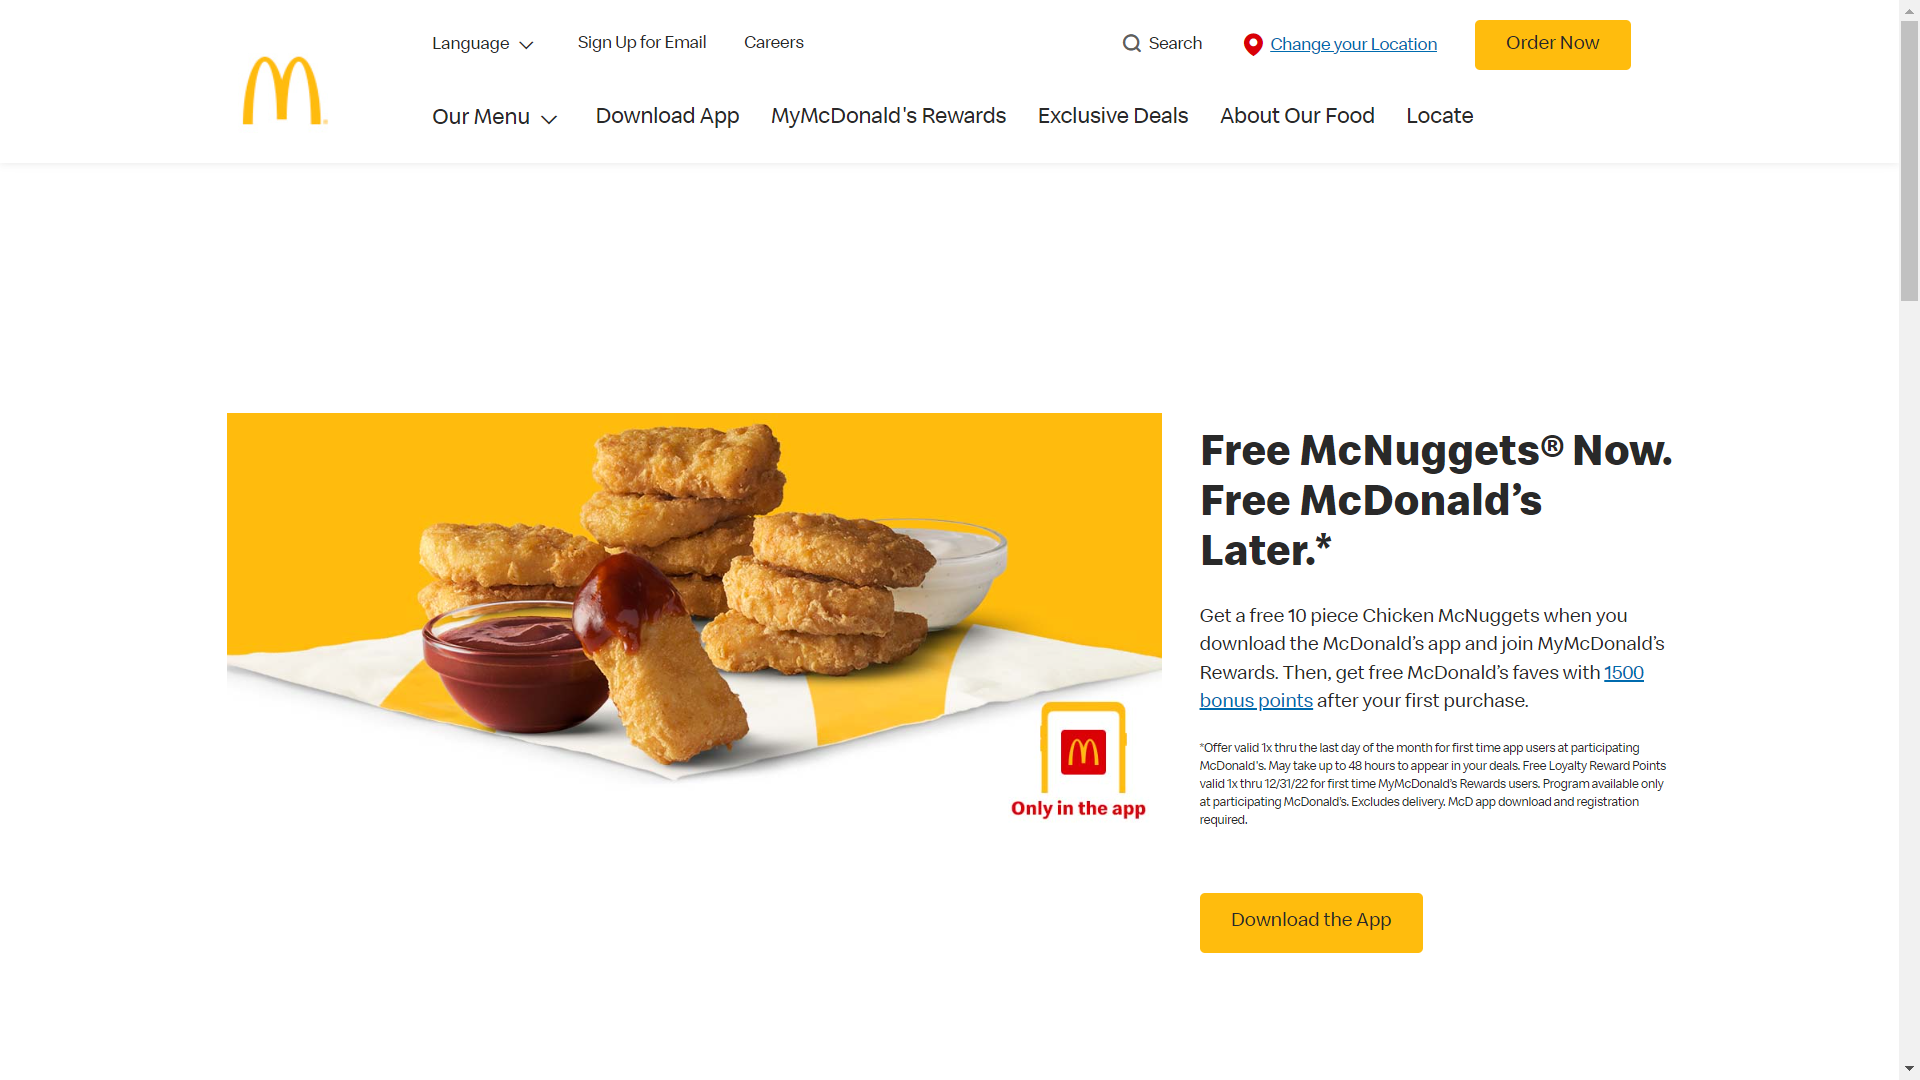 Language
Sign Up for Email
Careers
Search
Change your Location
Order Now
Our Menu
Download App
MyMcDonald's Rewards
Exclusive Deals
About Our Food
Locate
Free McNuggets® Now.
Free McDonald’s
Later.*
Get a free 10 piece Chicken McNuggets when you
download the McDonald’s app and join MyMcDonald’s
Rewards. Then, get free McDonald’s faves with 1500
bonus points after your first purchase.
*Offer valid 1x thru the last day of the month for first time app users at participating
McDonald's. May take up to 48 hours to appear in your deals. Free Loyalty Reward Points
valid 1x thru 12/31/22 for first time MyMcDonald’s Rewards users. Program available only
at participating McDonald’s. Excludes delivery. McD app download and registration
required.
Only in the app
Download the App